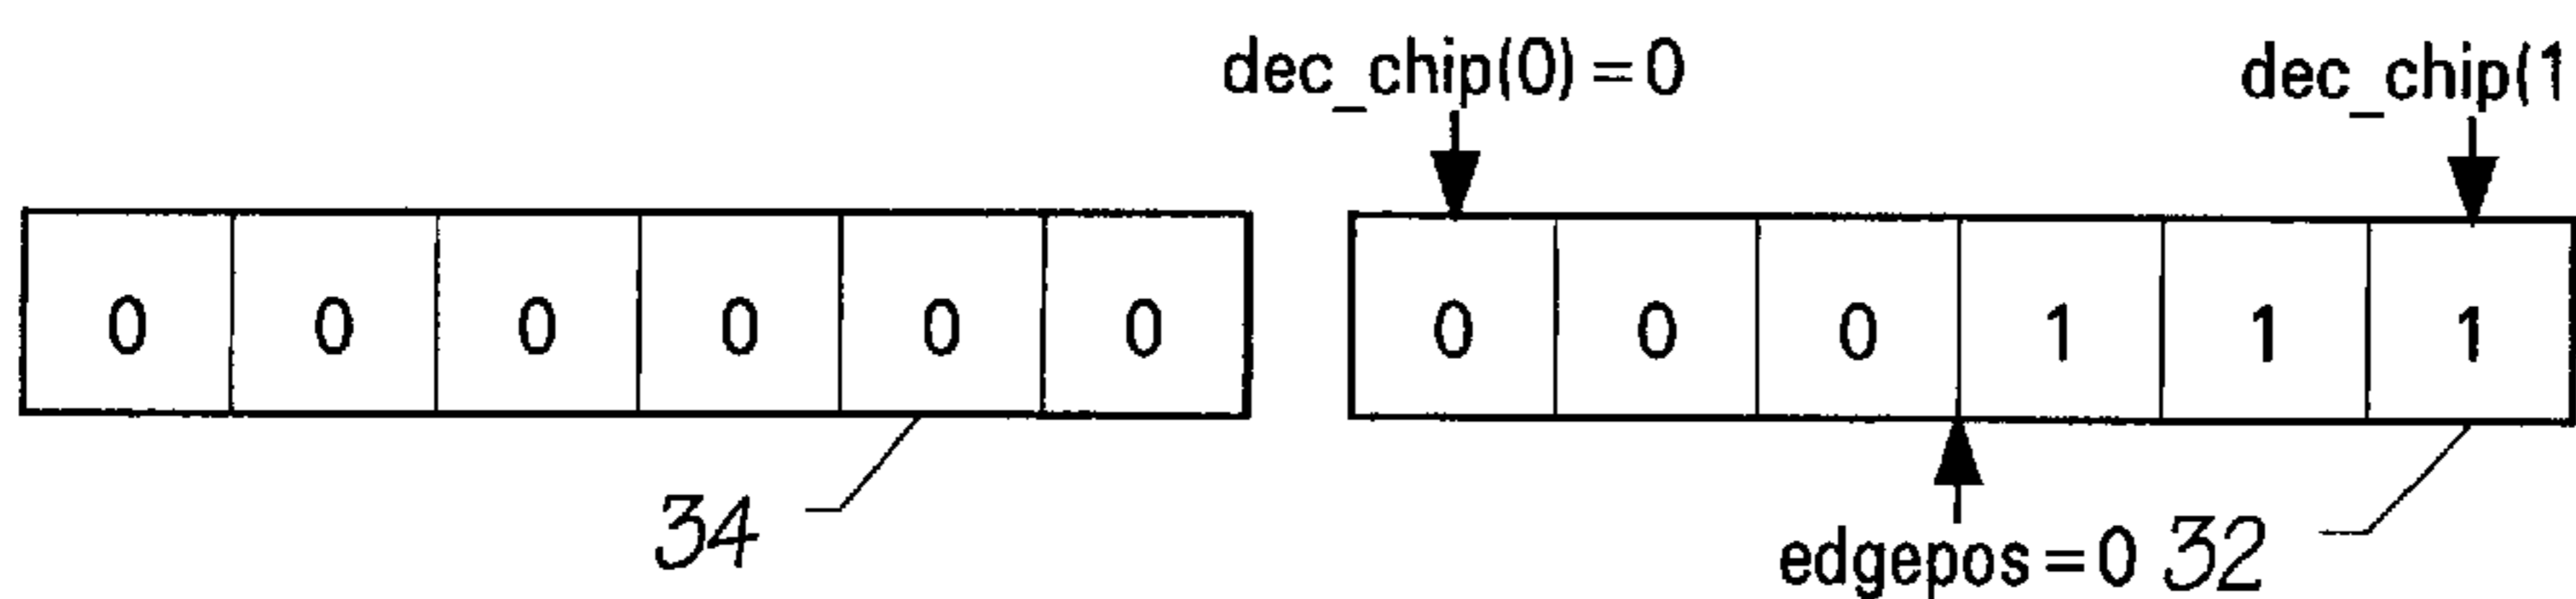 dec_chip(0) = 0 dec_chip(1
0 0 0 0 0 0 0 0 0 1 1 1
34 edgepos = 0 32